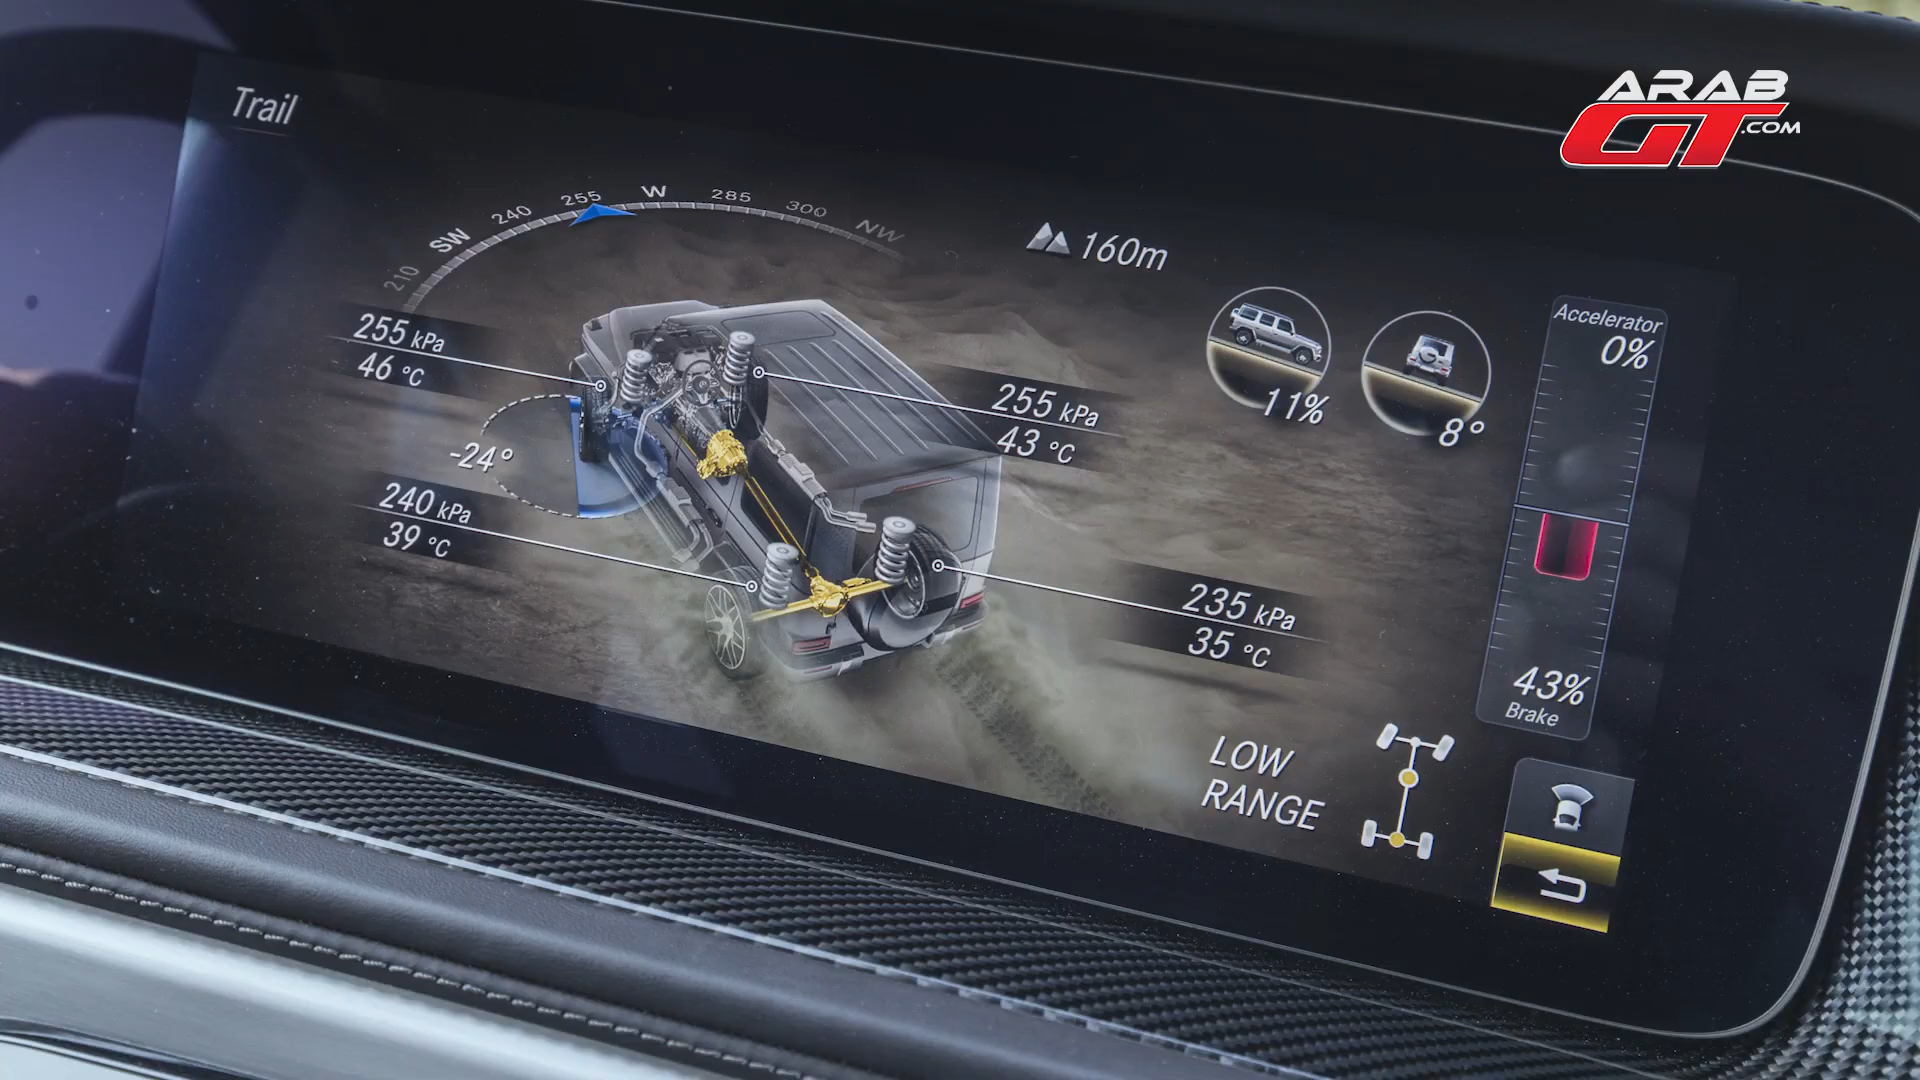 ARAB
GT.COM
Trail
210 SW 240 255 W 285 300 NW
160m
255 kPa
46 °C
255 kPa
43 °C
-24°
240 kPa
39 °C
235 kPa
35 °C
11%
8°
Accelerator
0%
43%
Brake
LOW
RANGE